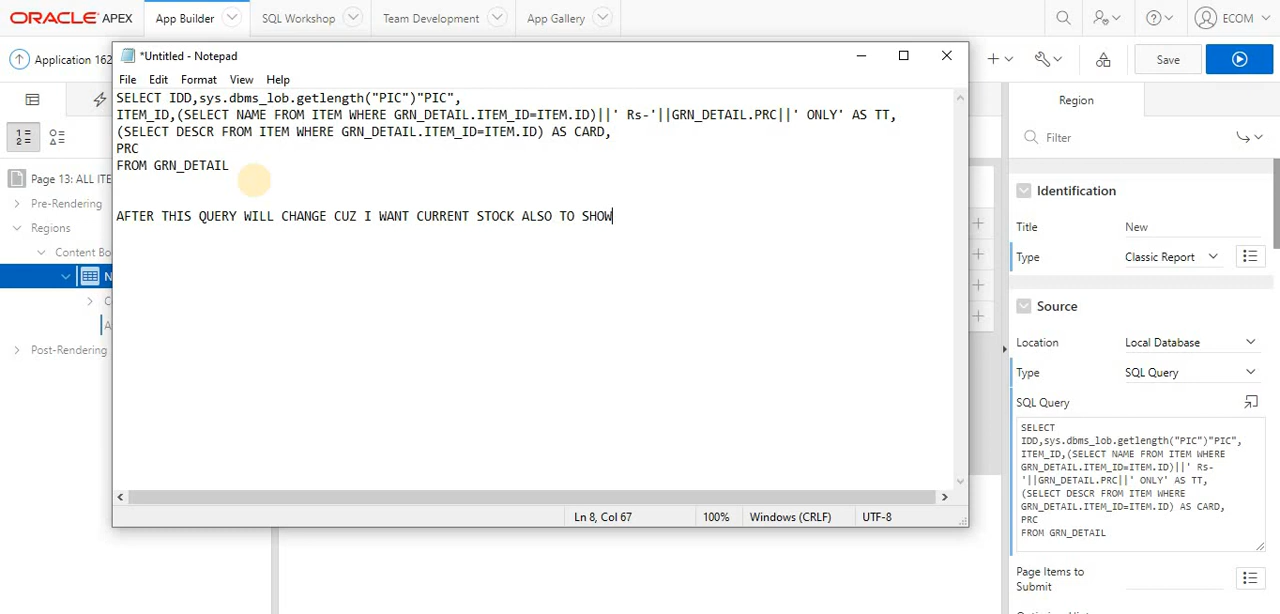 ORACLE APEX
App Builder
SQL Workshop
Team Development
App Gallery
ECOM
Application 162
Save
*Untitled - Notepad
File Edit Format View Help
SELECT IDD,sys.dbms_lob.getlength("PIC")"PIC",
ITEM_ID,(SELECT NAME FROM ITEM WHERE GRN_DETAIL.ITEM_ID=ITEM.ID)||' Rs-'||GRN_DETAIL.PRC||' ONLY' AS TT,
(SELECT DESCR FROM ITEM WHERE GRN_DETAIL.ITEM_ID=ITEM.ID) AS CARD,
PRC
FROM GRN_DETAIL
AFTER THIS QUERY WILL CHANGE CUZ I WANT CURRENT STOCK ALSO TO SHOW
Ln 8, Col 67
100%
Windows (CRLF)
UTF-8
Page 13: ALL ITE
Pre-Rendering
Regions
Content Bo
N
C
A
Post-Rendering
Region
Filter
Identification
Title New
Type Classic Report
Source
Location Local Database
Type SQL Query
SQL Query
SELECT
IDD,sys.dbms_lob.getlength("PIC")"PIC",
ITEM_ID,(SELECT NAME FROM ITEM WHERE
GRN_DETAIL.ITEM_ID=ITEM.ID)||' Rs-
'||GRN_DETAIL.PRC||' ONLY' AS TT,
(SELECT DESCR FROM ITEM WHERE
GRN_DETAIL.ITEM_ID=ITEM.ID) AS CARD,
PRC
FROM GRN_DETAIL
Page Items to
Submit